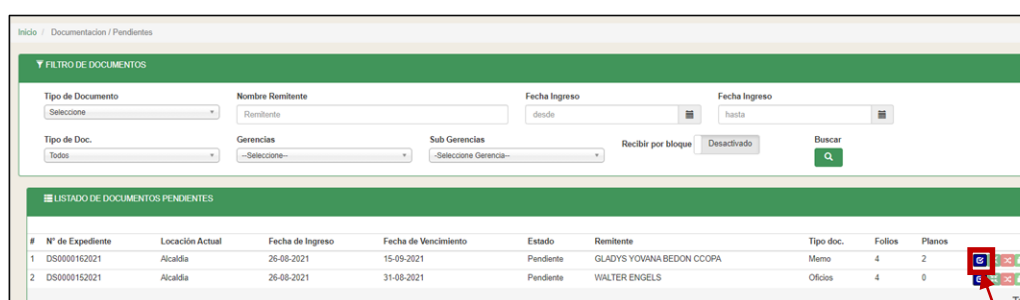 Inicio / Documentacion / Pendientes
FILTRO DE DOCUMENTOS
Tipo de Documento Nombre Remitente Fecha Ingreso Fecha Ingreso
Seleccione Remitente desde hasta
Tipo de Doc. Gerencias Sub Gerencias Recibir por bloque Desactivado Buscar
Todos --Seleccione-- -Seleccione Gerencia--
LISTADO DE DOCUMENTOS PENDIENTES
# N° de Expediente Locación Actual Fecha de Ingreso Fecha de Vencimiento Estado Remitente Tipo doc. Folios Planos
1 DS0000162021 Alcaldia 26-08-2021 15-09-2021 Pendiente GLADYS YOVANA BEDON CCOPA Memo 4 2
2 DS0000152021 Alcaldia 26-08-2021 31-08-2021 Pendiente WALTER ENGELS Oficios 4 0